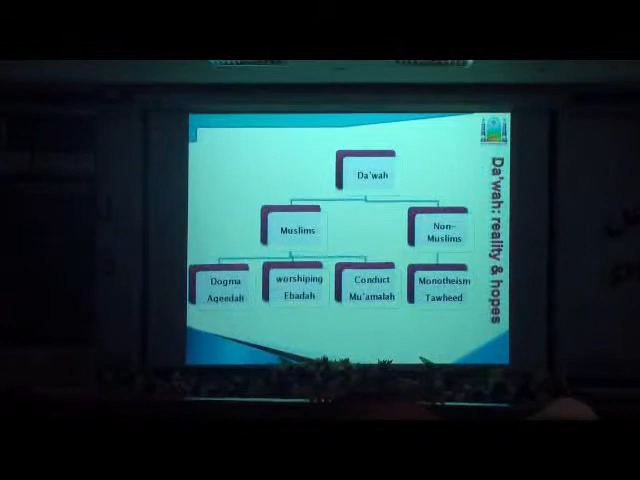 Da'wah: reality & hopes
Da'wah
Muslims
Non-
Muslims
Dogma
Aqeedah
worshiping
Ebadah
Conduct
Mu'amalah
Monotheism
Tawheed